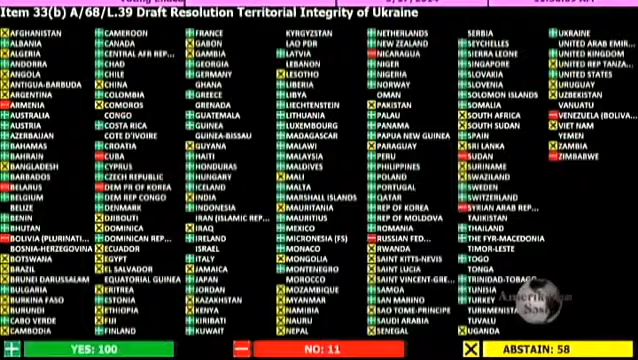 Item 33(b) A/68/L.39 Draft Resolution Territorial Integrity of Ukraine
AFGHANISTAN
ALBANIA
ALGERIA
ANDORRA
ANGOLA
ANTIGUA-BARBUDA
ARGENTINA
ARMENIA
AUSTRALIA
AUSTRIA
AZERBAIJAN
BAHAMAS
BAHRAIN
BANGLADESH
BARBADOS
BELARUS
BELGIUM
BELIZE
BENIN
BHUTAN
BOLIVIA (PLURINATI...
BOSNIA-HERZEGOVINA
BOTSWANA
BRAZIL
BRUNEI DARUSSALAM
BULGARIA
BURKINA FASO
BURUNDI
CABO VERDE
CAMBODIA
CAMEROON
CANADA
CENTRAL AFR REP...
CHAD
CHILE
CHINA
COLOMBIA
COMOROS
CONGO
COSTA RICA
COTE D'IVOIRE
CROATIA
CUBA
CYPRUS
CZECH REPUBLIC
DEM PR OF KOREA
DEM REP CONGO
DENMARK
DJIBOUTI
DOMINICA
DOMINICAN REP...
ECUADOR
EGYPT
EL SALVADOR
EQUATORIAL GUINEA
ERITREA
ESTONIA
ETHIOPIA
FIJI
FINLAND
FRANCE
GABON
GAMBIA
GEORGIA
GERMANY
GHANA
GREECE
GRENADA
GUATEMALA
GUINEA
GUINEA-BISSAU
GUYANA
HAITI
HONDURAS
HUNGARY
ICELAND
INDIA
INDONESIA
IRAN (ISLAMIC REP...
IRAQ
IRELAND
ISRAEL
ITALY
JAMAICA
JAPAN
JORDAN
KAZAKHSTAN
KENYA
KIRIBATI
KUWAIT
KYRGYZSTAN
LAO PDR
LATVIA
LEBANON
LESOTHO
LIBERIA
LIBYA
LIECHTENSTEIN
LITHUANIA
LUXEMBOURG
MADAGASCAR
MALAWI
MALAYSIA
MALDIVES
MALI
MALTA
MARSHALL ISLANDS
MAURITANIA
MAURITIUS
MEXICO
MICRONESIA (FS)
MONACO
MONGOLIA
MONTENEGRO
MOROCCO
MOZAMBIQUE
MYANMAR
NAMIBIA
NAURU
NEPAL
NETHERLANDS
NEW ZEALAND
NICARAGUA
NIGER
NIGERIA
NORWAY
OMAN
PAKISTAN
PALAU
PANAMA
PAPUA NEW GUINEA
PARAGUAY
PERU
PHILIPPINES
POLAND
PORTUGAL
QATAR
REP OF KOREA
REP OF MOLDOVA
ROMANIA
RUSSIAN FED...
RWANDA
SAINT KITTS-NEVIS
SAINT LUCIA
SAINT VINCENT-GRE...
SAMOA
SAN MARINO
SAO TOME-PRINCIPE
SAUDI ARABIA
SENEGAL
SERBIA
SEYCHELLES
SIERRA LEONE
SINGAPORE
SLOVAKIA
SLOVENIA
SOLOMON ISLANDS
SOMALIA
SOUTH AFRICA
SOUTH SUDAN
SPAIN
SRI LANKA
SUDAN
SURINAME
SWAZILAND
SWEDEN
SWITZERLAND
SYRIAN ARAB REP...
TAJIKISTAN
THAILAND
THE FYR-MACEDONIA
TIMOR-LESTE
TOGO
TONGA
TRINIDAD-TOBAGO
TUNISIA
TURKEY
TURKMENISTAN
TUVALU
UGANDA
UKRAINE
UNITED ARAB EMIR...
UNITED KINGDOM
UNITED REP TANZ...
UNITED STATES
URUGUAY
UZBEKISTAN
VANUATU
VENEZUELA (BOLIVA...
VIET NAM
YEMEN
ZAMBIA
ZIMBABWE
YES: 100
NO: 11
ABSTAIN: 58